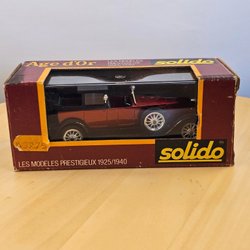 Age d'Or
solido
LES MODELES PRESTIGIEUX 1925/1940
solido